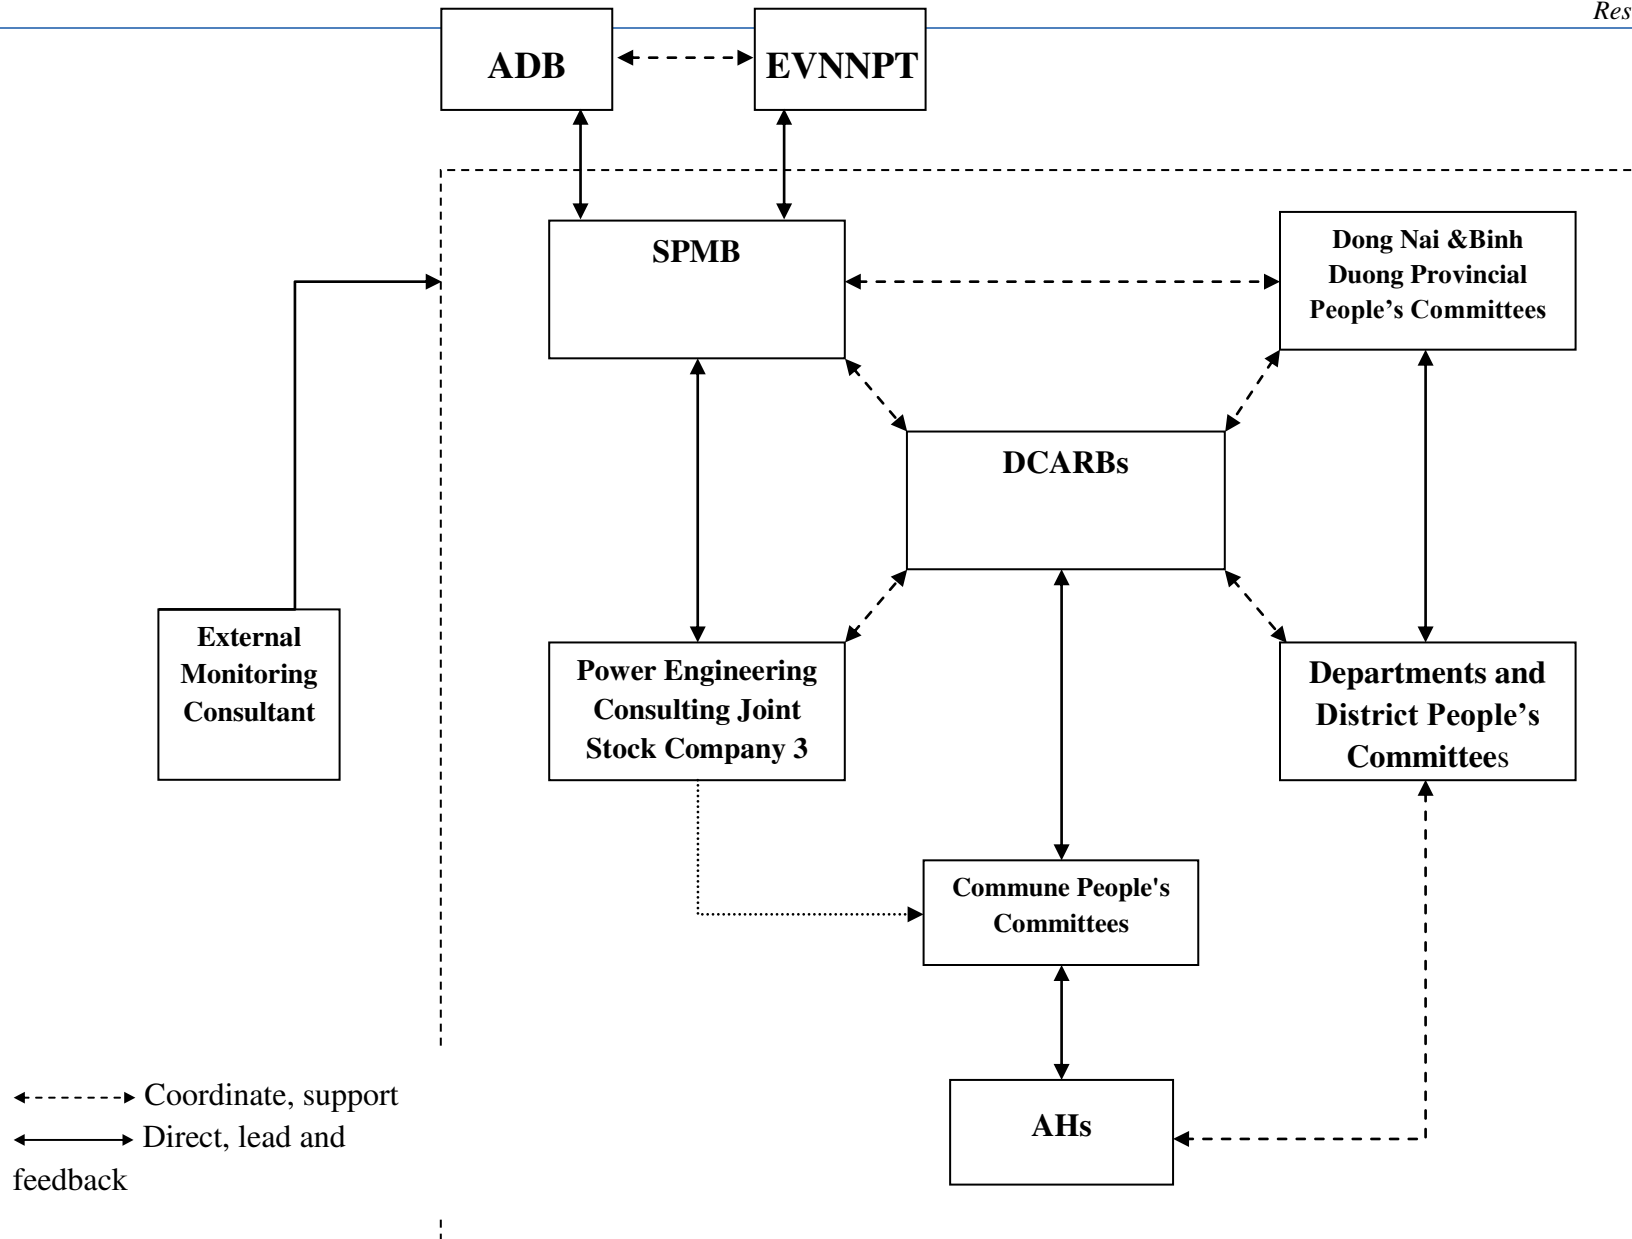 Res
ADB
EVNNPT
SPMB
Dong Nai &Binh
Duong Provincial
People’s Committees
DCARBs
External
Monitoring
Consultant
Power Engineering
Consulting Joint
Stock Company 3
Departments and
District People’s
Committees
Commune People's
Committees
Coordinate, support
Direct, lead and
feedback
AHs